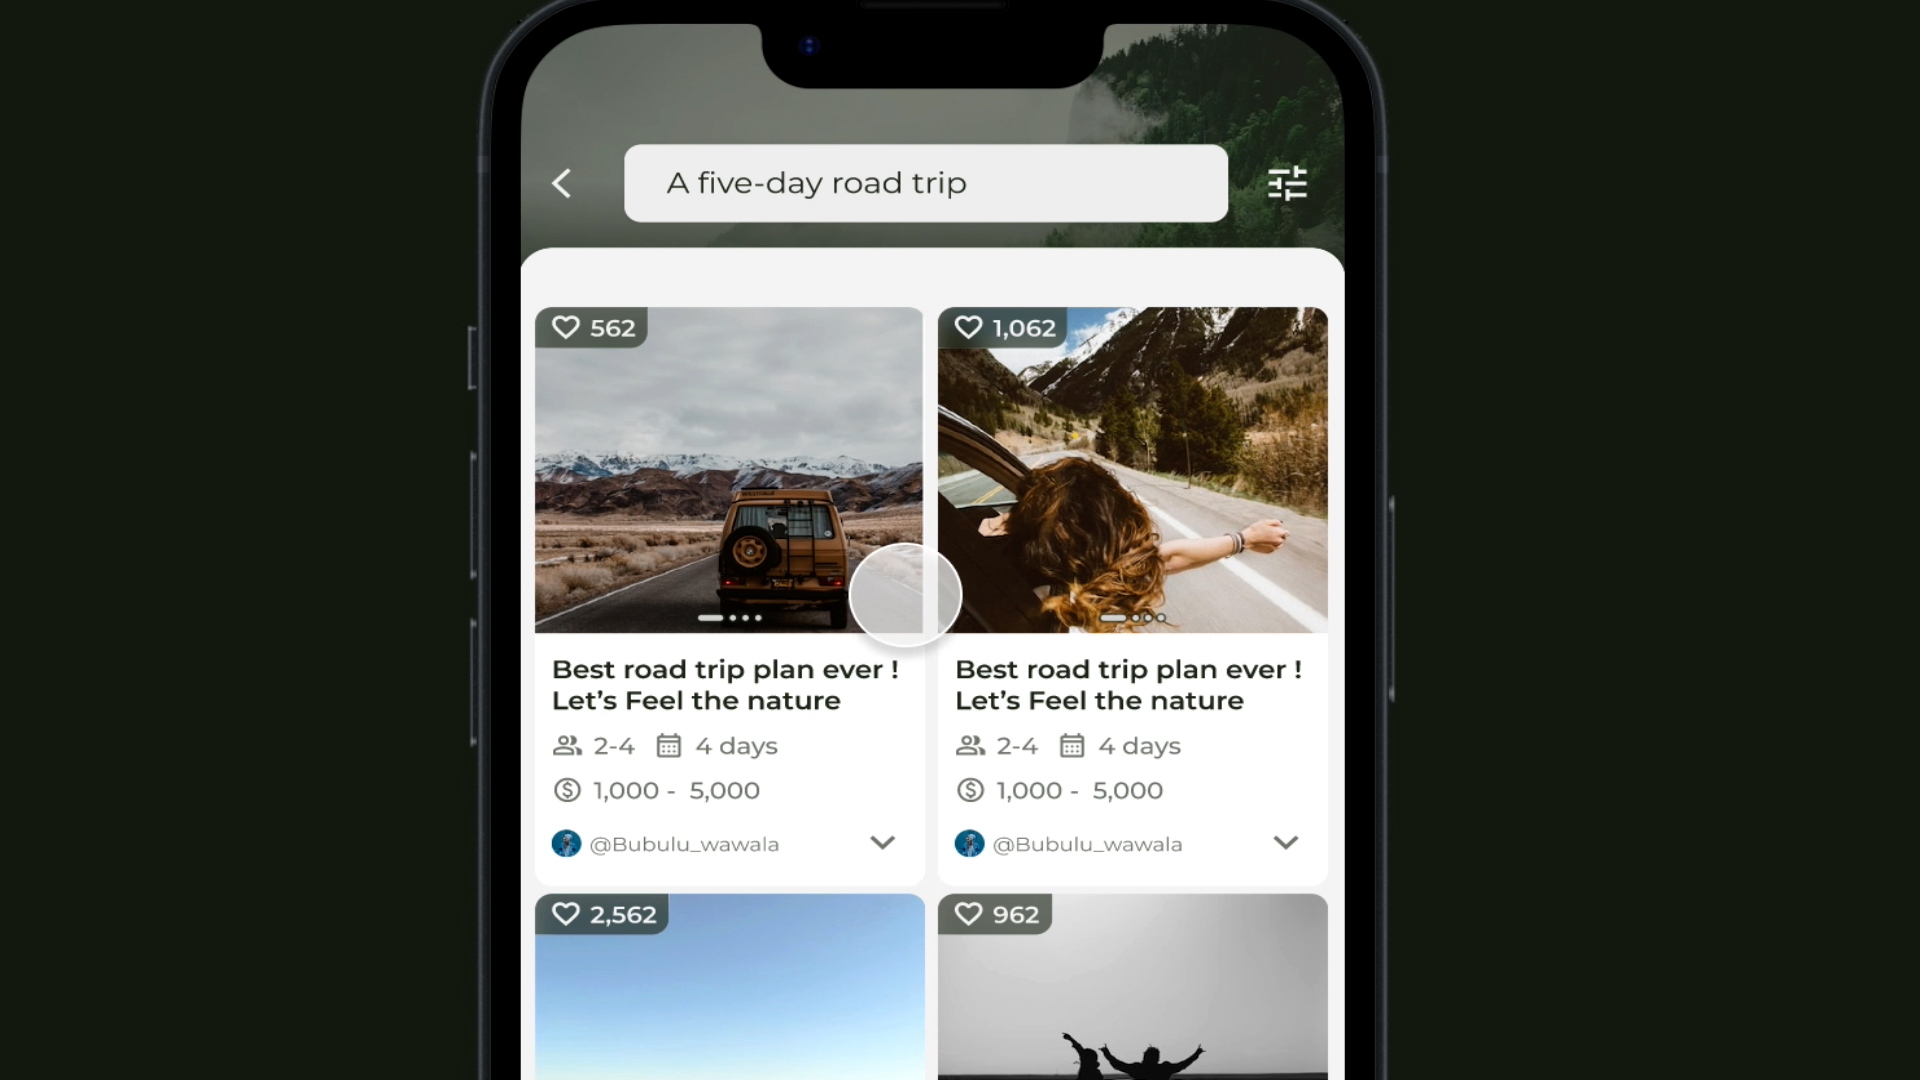 A five-day road trip
562
1,062
Best road trip plan ever !
Let’s Feel the nature
2-4 4 days
1,000 - 5,000
@Bubulu_wawala
Best road trip plan ever !
Let’s Feel the nature
2-4 4 days
1,000 - 5,000
@Bubulu_wawala
2,562
962